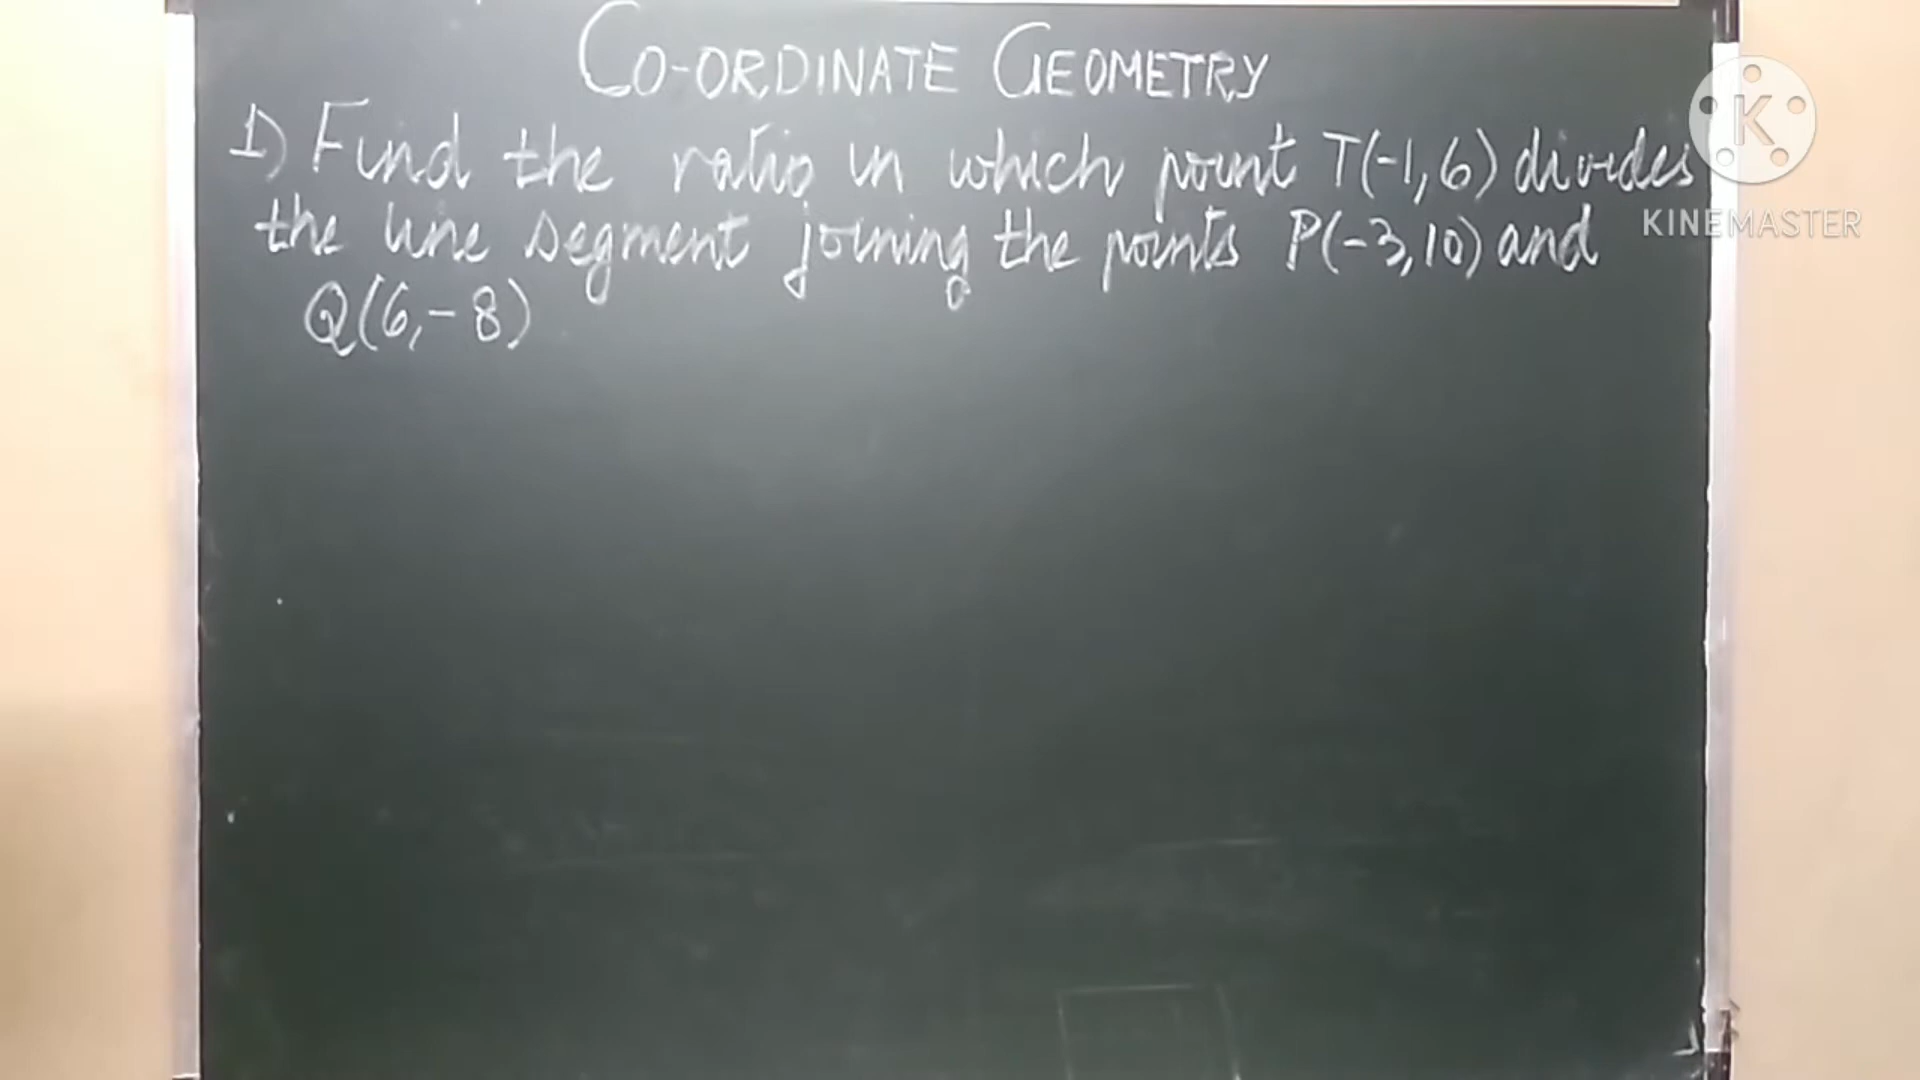 CO-ORDINATE GEOMETRY
1) Find the ratio in which point T(-1,6) divides
the line segment joining the points P(-3,10) and
Q(6,-8)
K
KINEMASTER